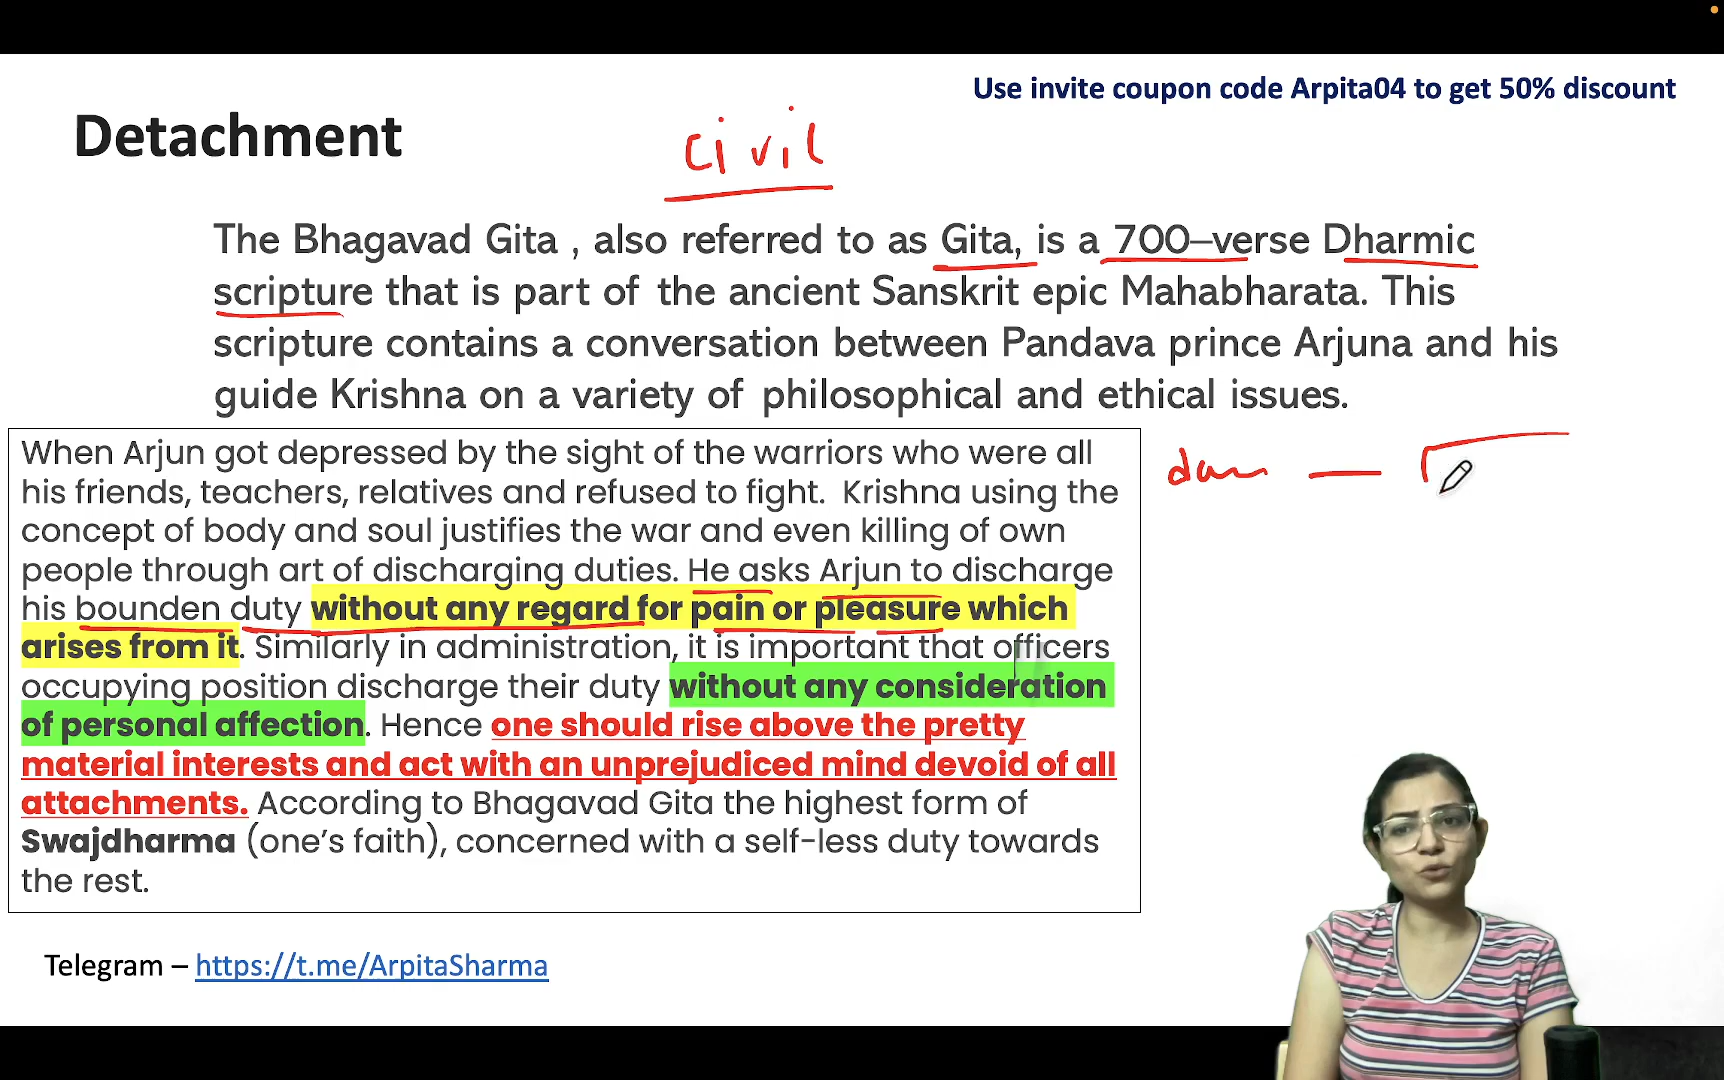 Use invite coupon code Arpita04 to get 50% discount
Detachment
civil
The Bhagavad Gita , also referred to as Gita, is a 700–verse Dharmic
scripture that is part of the ancient Sanskrit epic Mahabharata. This
scripture contains a conversation between Pandava prince Arjuna and his
guide Krishna on a variety of philosophical and ethical issues.
When Arjun got depressed by the sight of the warriors who were all
his friends, teachers, relatives and refused to fight. Krishna using the
concept of body and soul justifies the war and even killing of own
people through art of discharging duties. He asks Arjun to discharge
his bounden duty without any regard for pain or pleasure which
arises from it. Similarly in administration, it is important that officers
occupying position discharge their duty without any consideration
of personal affection. Hence one should rise above the pretty
material interests and act with an unprejudiced mind devoid of all
attachments. According to Bhagavad Gita the highest form of
Swajdharma (one's faith), concerned with a self-less duty towards
the rest.
dam —
Telegram – https://t.me/ArpitaSharma